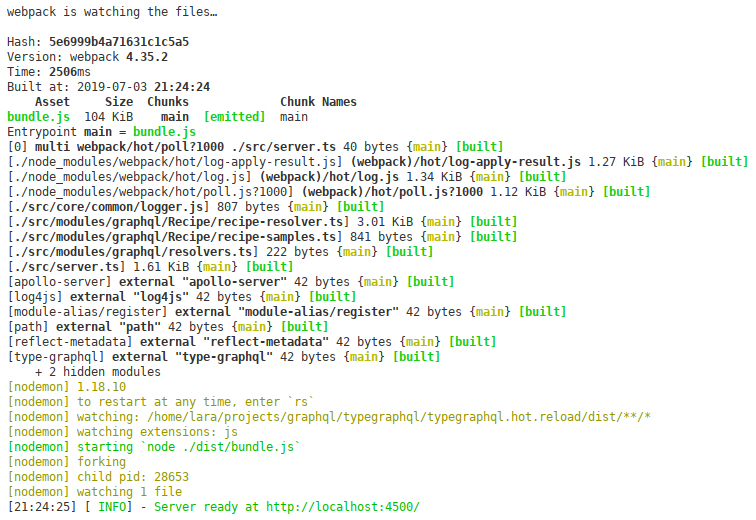 webpack is watching the files…

Hash: 5e6999b4a71631c1c5a5
Version: webpack 4.35.2
Time: 2506ms
Built at: 2019-07-03 21:24:24
    Asset     Size  Chunks             Chunk Names
bundle.js  104 KiB    main  [emitted]  main
Entrypoint main = bundle.js
[0] multi webpack/hot/poll?1000 ./src/server.ts 40 bytes {main} [built]
[./node_modules/webpack/hot/log-apply-result.js] (webpack)/hot/log-apply-result.js 1.27 KiB {main} [built]
[./node_modules/webpack/hot/log.js] (webpack)/hot/log.js 1.34 KiB {main} [built]
[./node_modules/webpack/hot/poll.js?1000] (webpack)/hot/poll.js?1000 1.12 KiB {main} [built]
[./src/core/common/logger.js] 807 bytes {main} [built]
[./src/modules/graphql/Recipe/recipe-resolver.ts] 3.01 KiB {main} [built]
[./src/modules/graphql/Recipe/recipe-samples.ts] 841 bytes {main} [built]
[./src/modules/graphql/resolvers.ts] 222 bytes {main} [built]
[./src/server.ts] 1.61 KiB {main} [built]
[apollo-server] external "apollo-server" 42 bytes {main} [built]
[log4js] external "log4js" 42 bytes {main} [built]
[module-alias/register] external "module-alias/register" 42 bytes {main} [built]
[path] external "path" 42 bytes {main} [built]
[reflect-metadata] external "reflect-metadata" 42 bytes {main} [built]
[type-graphql] external "type-graphql" 42 bytes {main} [built]
    + 2 hidden modules
[nodemon] 1.18.10
[nodemon] to restart at any time, enter `rs`
[nodemon] watching: /home/lara/projects/graphql/typegraphql/typegraphql.hot.reload/dist/**/*
[nodemon] watching extensions: js
[nodemon] starting `node ./dist/bundle.js`
[nodemon] forking
[nodemon] child pid: 28653
[nodemon] watching 1 file
[21:24:25] [ INFO] - Server ready at http://localhost:4500/